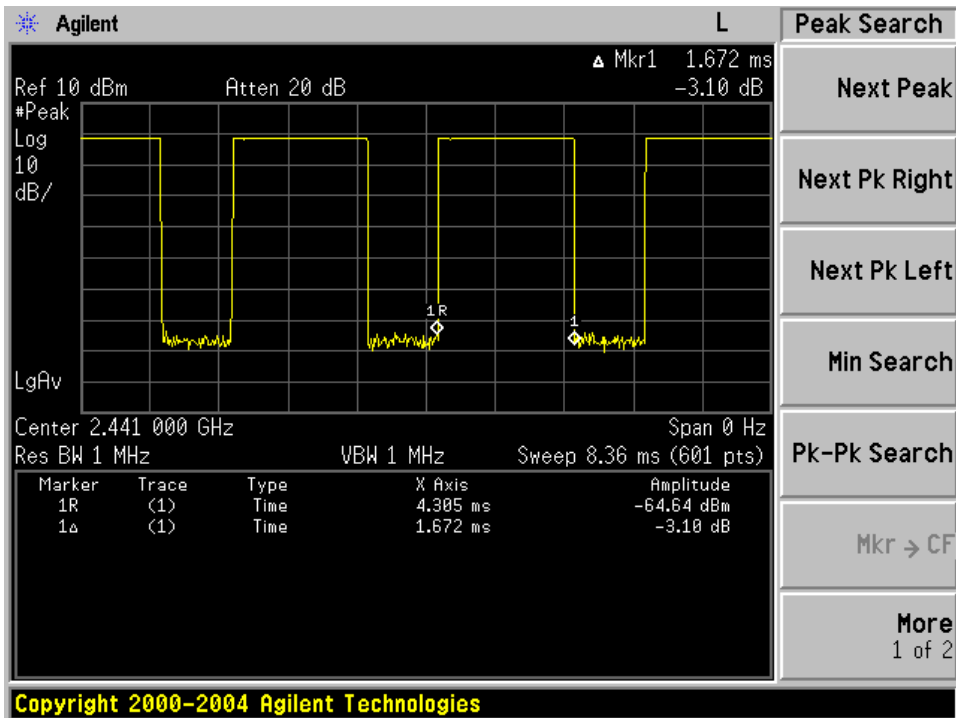 Agilent L Peak Search
Δ Mkr1 1.672 ms
Ref 10 dBm Atten 20 dB -3.10 dB
#Peak
Log
10
dB/
1R
1
LgAv
Center 2.441 000 GHz Span 0 Hz
Res BW 1 MHz VBW 1 MHz Sweep 8.36 ms (601 pts)
Marker Trace Type X Axis Amplitude
1R (1) Time 4.305 ms -64.64 dBm
1Δ (1) Time 1.672 ms -3.10 dB
Next Peak
Next Pk Right
Next Pk Left
Min Search
Pk-Pk Search
Mkr → CF
More
1 of 2
Copyright 2000-2004 Agilent Technologies